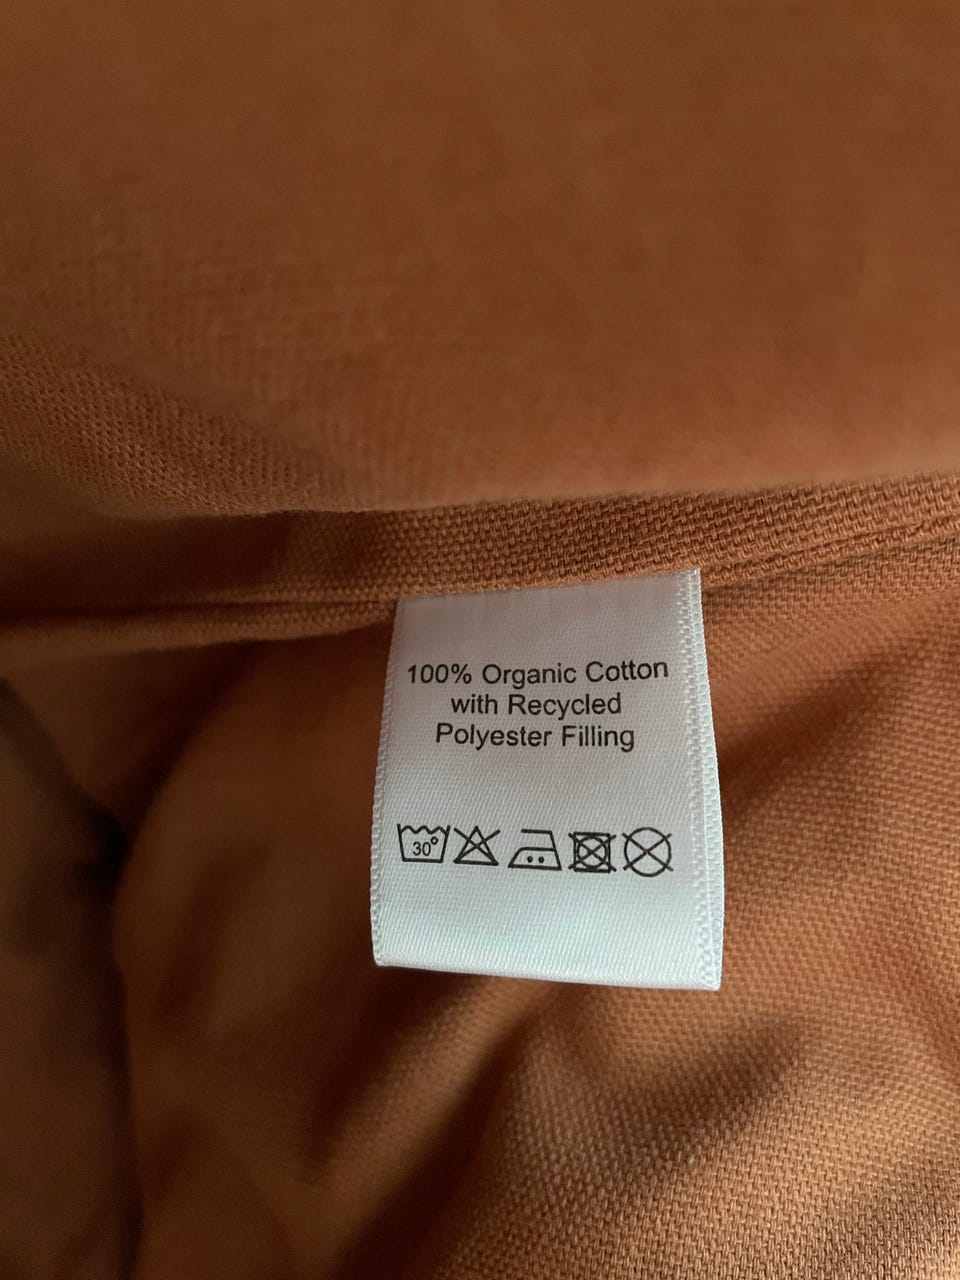 100% Organic Cotton
with Recycled
Polyester Filling
30°